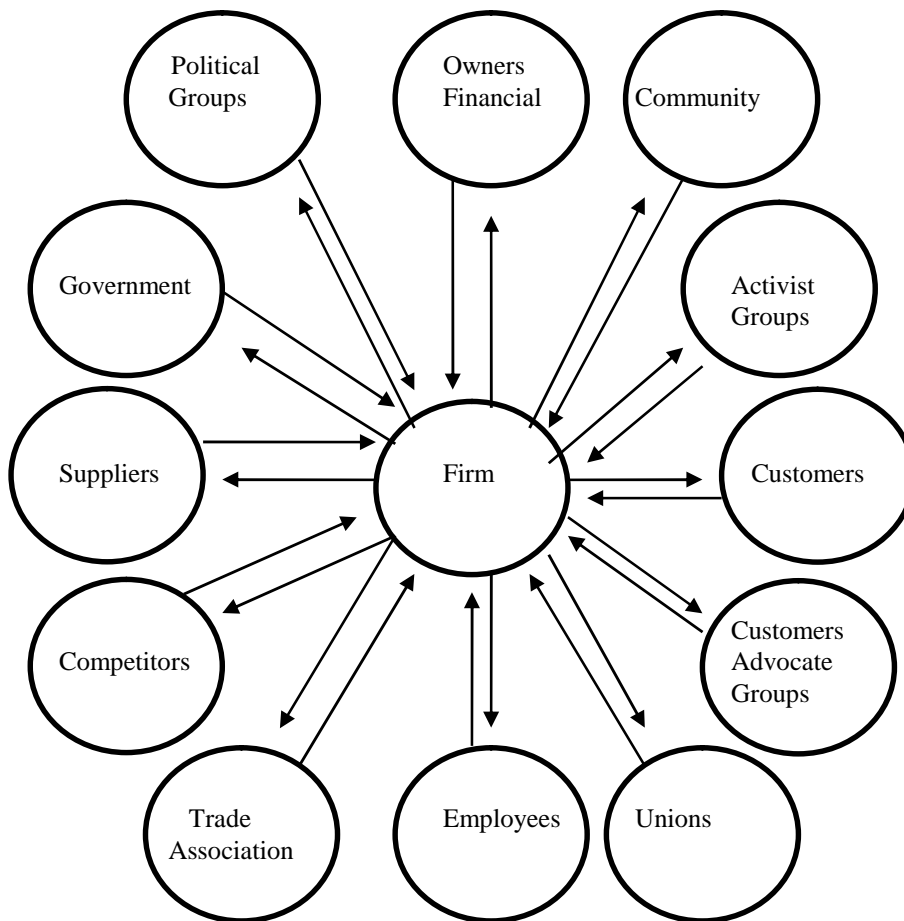 Political
Groups
Owners
Financial
Community
Government
Activist
Groups
Suppliers
Firm
Customers
Competitors
Customers
Advocate
Groups
Trade
Association
Employees
Unions